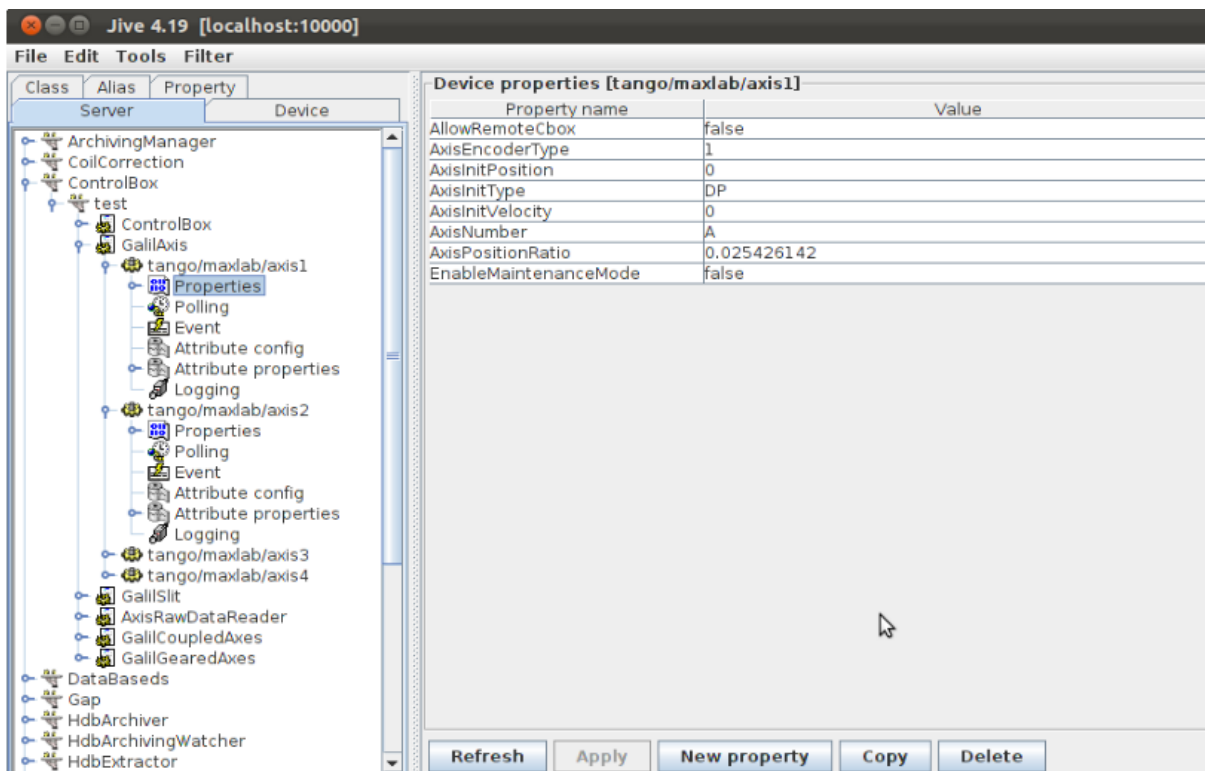 Jive 4.19 [localhost:10000]
File Edit Tools Filter
Class Alias Property
Server Device
ArchivingManager
CoilCorrection
ControlBox
test
ControlBox
GalilAxis
tango/maxlab/axis1
Properties
Polling
Event
Attribute config
Attribute properties
Logging
tango/maxlab/axis2
Properties
Polling
Event
Attribute config
Attribute properties
Logging
tango/maxlab/axis3
tango/maxlab/axis4
GalilSlit
AxisRawDataReader
GalilCoupledAxes
GalilGearedAxes
DataBaseds
Gap
HdbArchiver
HdbArchivingWatcher
HdbExtractor
Device properties [tango/maxlab/axis1]
Property name Value
AllowRemoteCbox false
AxisEncoderType 1
AxisInitPosition 0
AxisInitType DP
AxisInitVelocity 0
AxisNumber A
AxisPositionRatio 0.025426142
EnableMaintenanceMode false
Refresh Apply New property Copy Delete